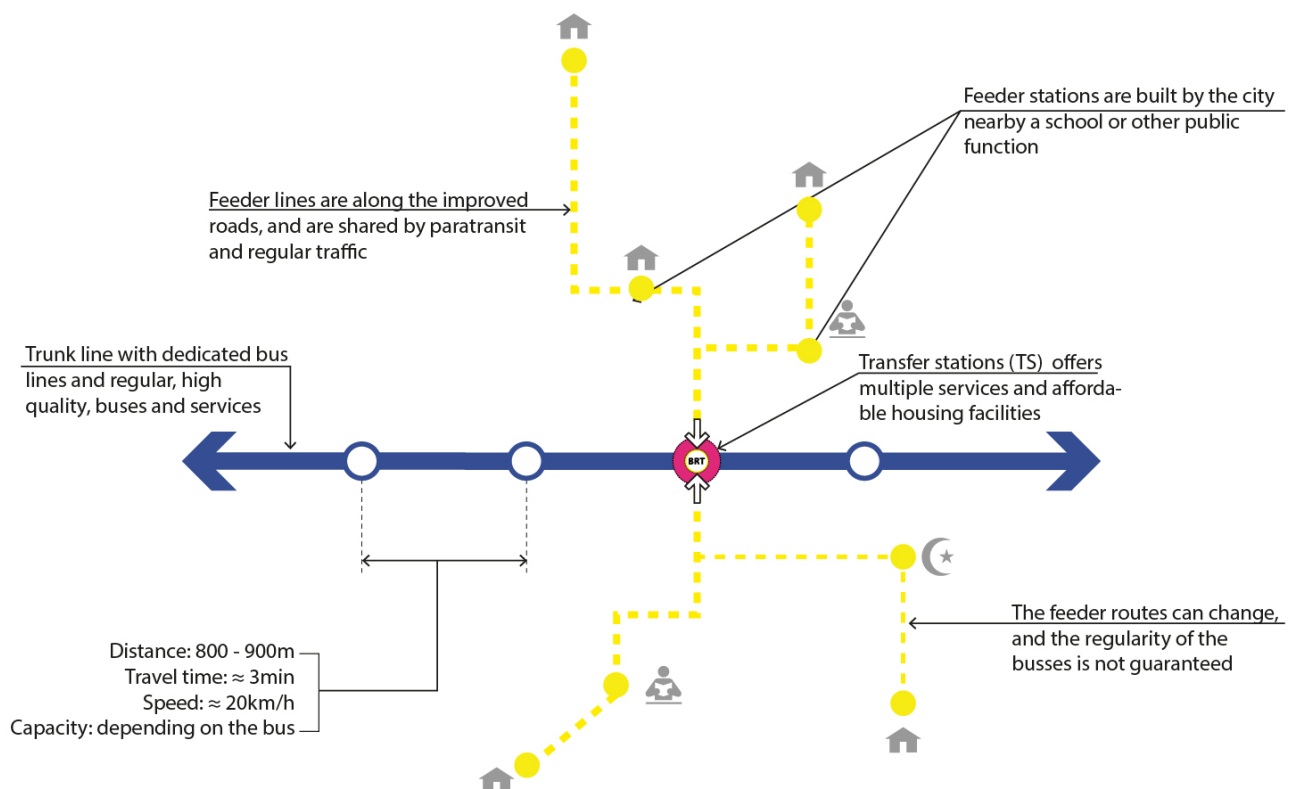 Feeder stations are built by the city
nearby a school or other public
function
Feeder lines are along the improved
roads, and are shared by paratransit
and regular traffic
Trunk line with dedicated bus
lines and regular, high
quality, buses and services
Transfer stations (TS) offers
multiple services and afforda-
ble housing facilities
BRT
The feeder routes can change,
and the regularity of the
busses is not guaranteed
Distance: 800 - 900m
Travel time: ≈ 3min
Speed: ≈ 20km/h
Capacity: depending on the bus